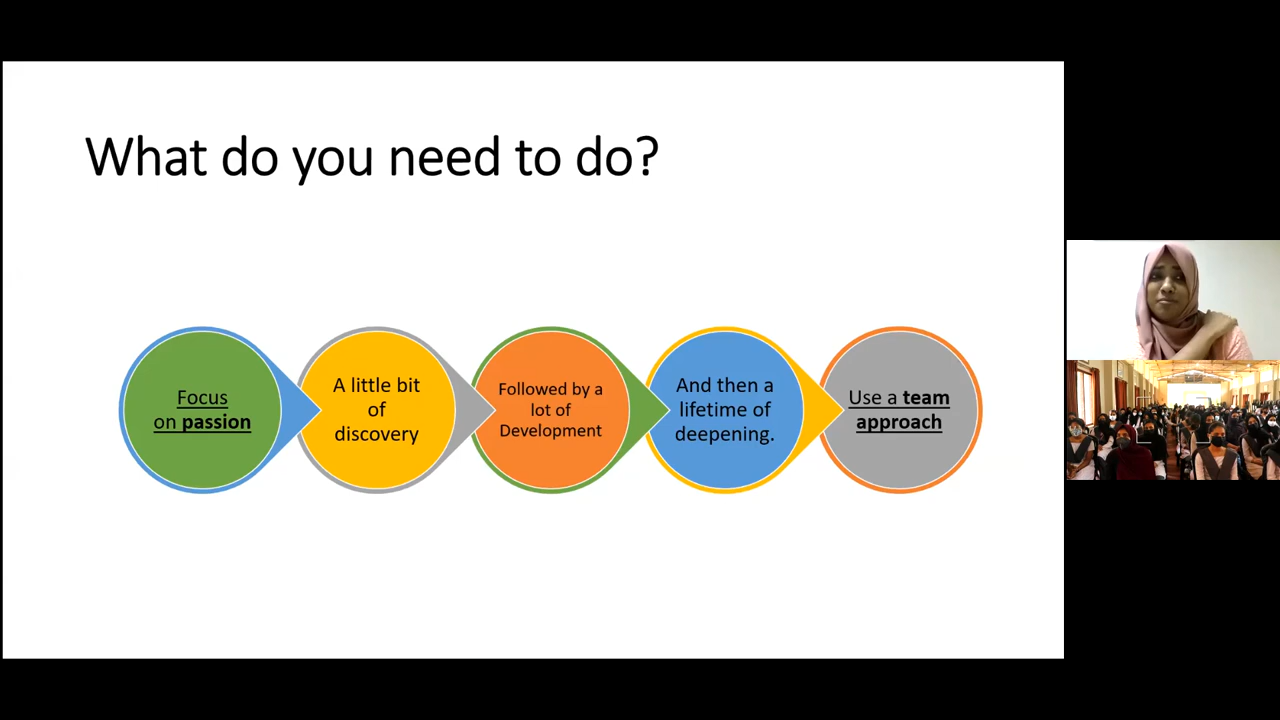 What do you need to do?
Focus
on passion
A little bit
of
discovery
Followed by a
lot of
Development
And then a
lifetime of
deepening.
Use a team
approach